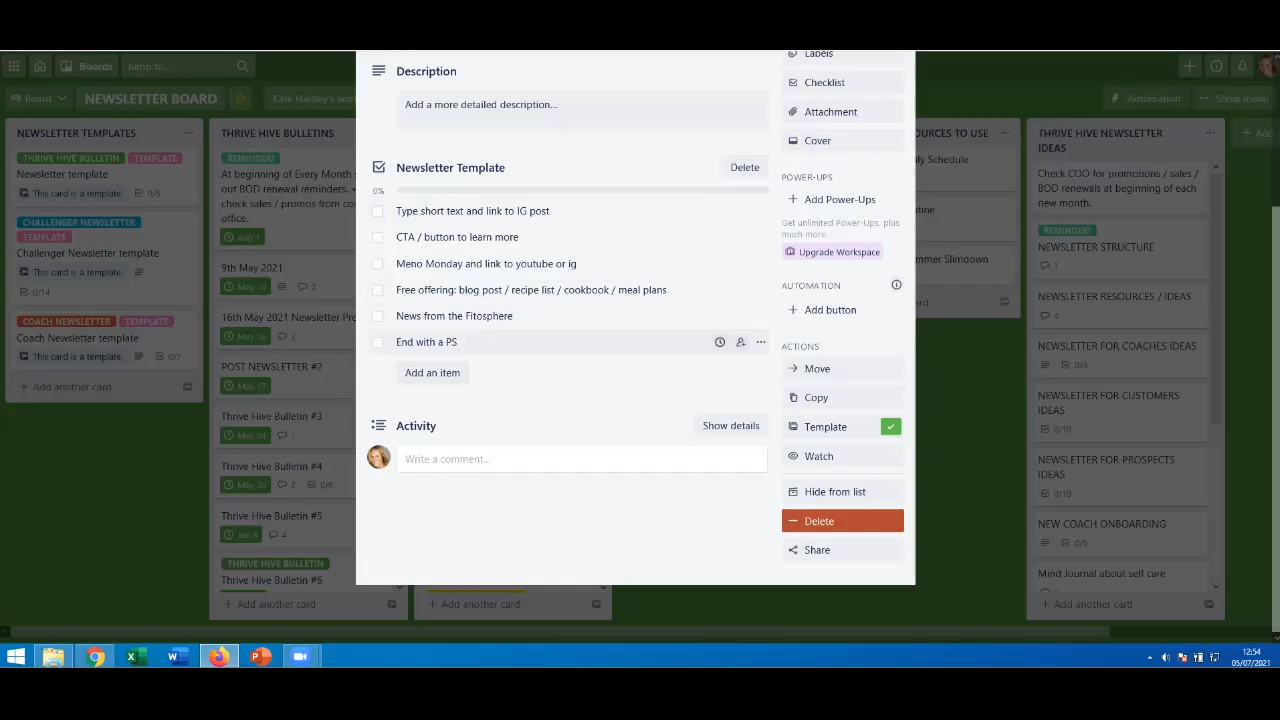 Boards
Jump to...
Board
NEWSLETTER BOARD
Kate Hartley's
Automation
Show menu
NEWSLETTER TEMPLATES
THRIVE HIVE BULLETIN
TEMPLATE
Newsletter template
This card is a template.
0/6
CHALLENGER NEWSLETTER
TEMPLATE
Challenger Newsletter template
This card is a template.
0/14
COACH NEWSLETTER
TEMPLATE
Coach Newsletter template
This card is a template.
0/7
+ Add another card
THRIVE HIVE BULLETINS
REMINDER!
At beginning of Every Month
out BOD renewal reminders. +
check sales / promos from
office.
Aug 1
9th May 2021
May 10
2
16th May 2021 Newsletter
May 16
2
POST NEWSLETTER #2
May 17
Thrive Hive Bulletin #3
May 24
1
Thrive Hive Bulletin #4
May 30
2
0/6
Thrive Hive Bulletin #5
Jun 6
4
THRIVE HIVE BULLETIN
Thrive Hive Bulletin #6
+ Add another card
+ Add another card
Description
Add a more detailed description...
Newsletter Template
Delete
0%
Type short text and link to IG post
CTA / button to learn more
Meno Monday and link to youtube or ig
Free offering: blog post / recipe list / cookbook / meal plans
News from the Fitosphere
End with a PS
Add an item
Activity
Show details
Write a comment...
Labels
Checklist
Attachment
Cover
POWER-UPS
+ Add Power-Ups
Get unlimited Power-Ups, plus
much more.
Upgrade Workspace
AUTOMATION
+ Add button
ACTIONS
Move
Copy
Template
Watch
Hide from list
Delete
Share
TO USE
Schedule
Slimdown
THRIVE HIVE NEWSLETTER
IDEAS
Check COO for promotions / sales /
BOD renewals at beginning of each
new month.
REMINDER!
NEWSLETTER STRUCTURE
1
NEWSLETTER RESOURCES / IDEAS
4
NEWSLETTER FOR COACHES IDEAS
0/9
NEWSLETTER FOR CUSTOMERS
IDEAS
0/10
NEWSLETTER FOR PROSPECTS
IDEAS
0/10
NEW COACH ONBOARDING
0/5
Mind Journal about self care
+ Add another card
+ Add
12:54
05/07/2021